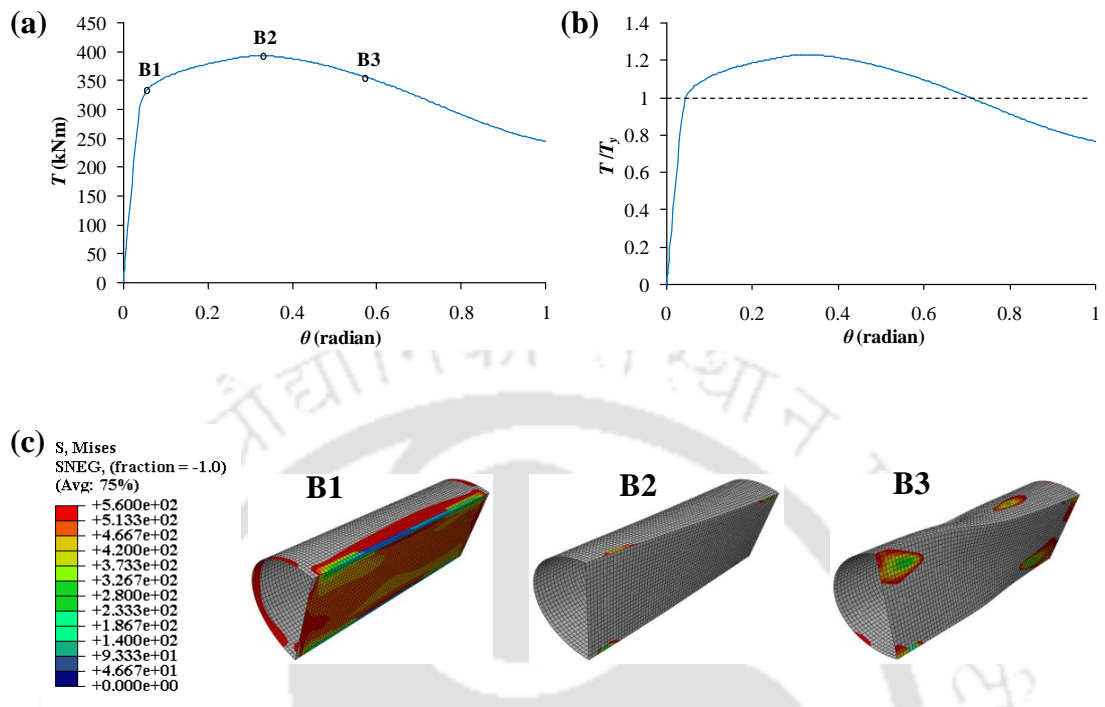 (a)
450
400
350
300
250
200
150
100
50
0
T (kNm)
B1
B2
B3
0 0.2 0.4 0.6 0.8 1
θ (radian)
(b)
1.4
1.2
1
0.8
0.6
0.4
0.2
0
T /Ty
0 0.2 0.4 0.6 0.8 1
θ (radian)
(c)
S, Mises
SNEG, (fraction = -1.0)
(Avg: 75%)
+5.600e+02
+5.133e+02
+4.667e+02
+4.200e+02
+3.733e+02
+3.267e+02
+2.800e+02
+2.333e+02
+1.867e+02
+1.400e+02
+9.333e+01
+4.667e+01
+0.000e+00
B1
B2
B3